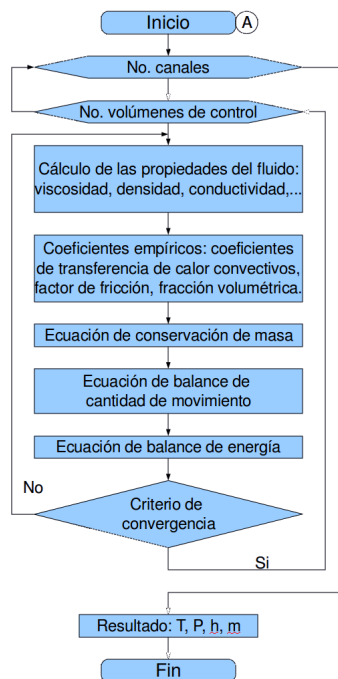 Inicio
A
No. canales
No. volúmenes de control
Cálculo de las propiedades del fluido:
viscosidad, densidad, conductividad,...
Coeficientes empíricos: coeficientes
de transferencia de calor convectivos,
factor de fricción, fracción volumétrica.
Ecuación de conservación de masa
Ecuación de balance de
cantidad de movimiento
Ecuación de balance de energía
No
Criterio de
convergencia
Si
Resultado: T, P, h, m
Fin